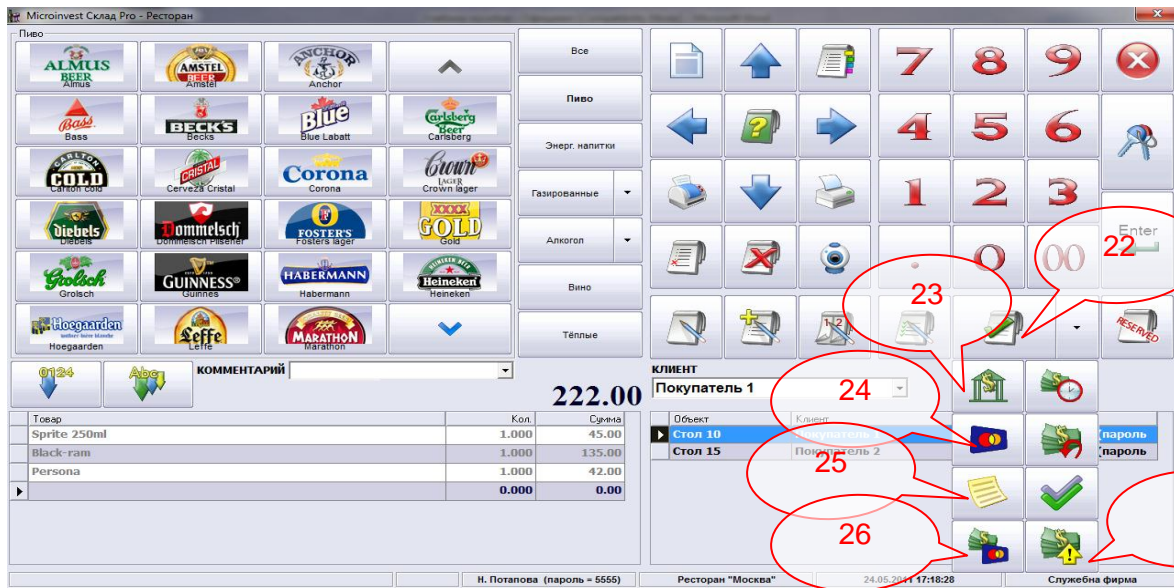 Microinvest Склад Pro - Ресторан
Пиво
ALMUS BEER
Almus
AMSTEL BEER
Amstel
ANCHOR
Anchor
Все
7 8 9
Bass
Bass
BECK'S
Becks
Blue
Blue Labatt
Carlsberg Beer
Carlsberg
Пиво
4 5 6
Энерг. напитки
CARLTON COLD
Carlton cold
CRISTAL
Cerveza Cristal
Corona
Corona
Crown LAGER
Crown lager
Газированные
1 2 3
Diebels
Diebels
Dommelsch
Dommelsch Pilsener
FOSTER'S
Fosters lager
XXXX GOLD
Gold
Алкогол
. 0 00
Enter
22
Grolsch
Grolsch
GUINNESS®
Guinnes
HABERMANN
Habermann
Heineken
Heineken
Вино
23
Hoegaarden
Hoegaarden
Leffe
Leffe
MARATHON
Marathon
Тёплые
1 2
RESERVED
0124
Abcg
КОММЕНТАРИЙ
222.00
КЛИЕНТ
Покупатель 1
24
Товар Кол. Сумма
Sprite 250ml 1.000 45.00
Black-ram 1.000 135.00
Persona 1.000 42.00
0.000 0.00
Объект Клиент
Стол 10 Покупатель 1 (пароль
Стол 15 Покупатель 2 (пароль
25
26
Н. Потапова (пароль = 5555) Ресторан "Москва" 24.05.2011 17:18:28 Служебна фирма